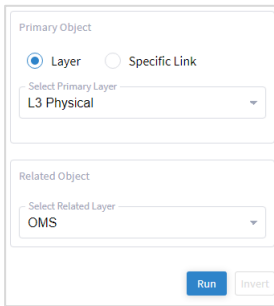 Primary Object
Layer Specific Link
Select Primary Layer
L3 Physical
Related Object
Select Related Layer
OMS
Run Invert